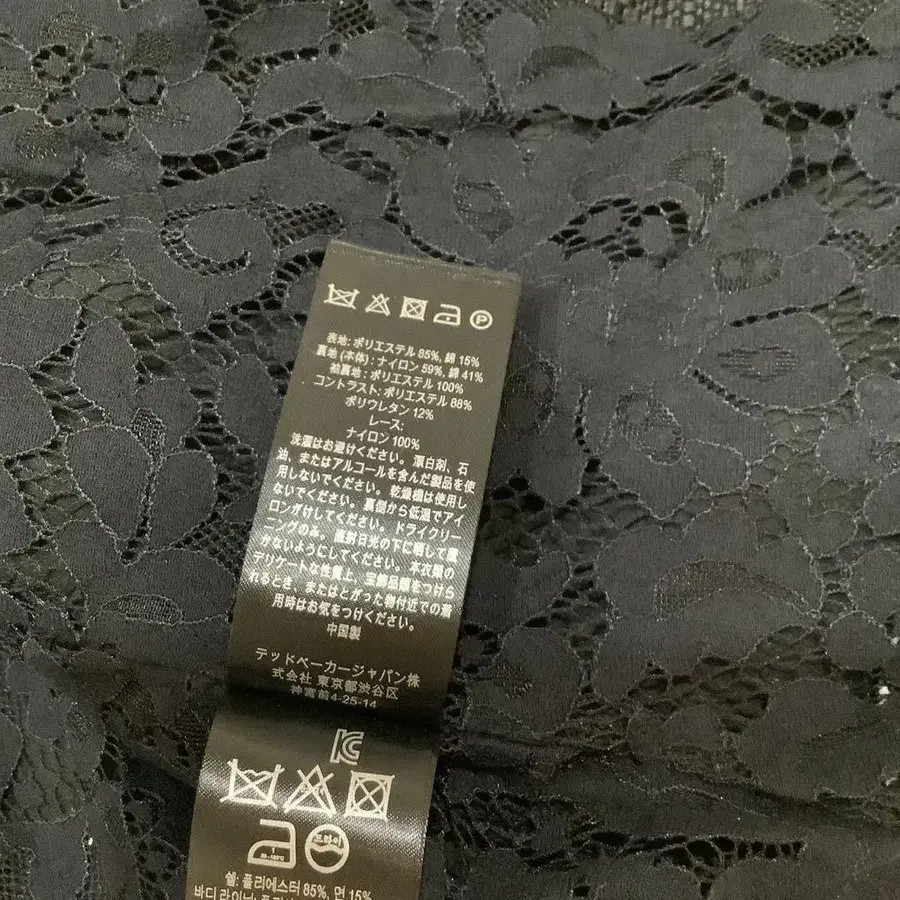 P
表地: ポリエステル 85%, 綿 15%
裏地 (本体) : ナイロン 59%, 綿 41%
袖裏地 : ポリエステル 100%
コントラスト: ポリエステル 88%
ポリウレタン 12%
レース:
ナイロン 100%
洗濯はお避けください。 漂白剤、石
油、またはアルコールを含んだ製品を使
用しないでください。 乾燥機は使用し
ないでください。 裏側から低温でアイ
ロンがけしてください。 ドライクリー
ニングのみ。 直射日光の下に晒して置
かないようにしてください。 本衣類の
デリケートな性質上、宝飾品類をつけら
れるとき、またはとがった物付近での着
用時はお気をつけください。
中国製
テッドベーカージャパン株
式会社 東京都渋谷区
神宮前4-25-14
드라이
쉘: 폴리에스터 85%, 면 15%
바디 라이닝: